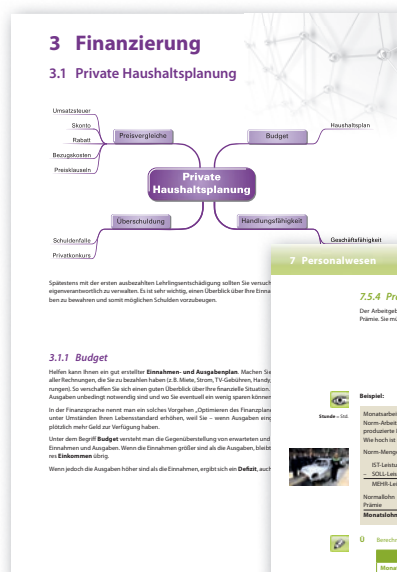 3 Finanzierung
3.1 Private Haushaltsplanung
Umsatzsteuer
Skonto
Rabatt
Bezugskosten
Preisklauseln
Preisvergleiche
Budget
Haushaltsplan
Private
Haushaltsplanung
Überschuldung
Handlungsfähigkeit
Schuldenfalle
Privatkonkurs
Geschäftsfähigkeit
Spätestens mit der ersten ausbezahlten Lehrlingsentschädigung sollten Sie versuch
eigenverantwortlich zu verwalten. Es ist sehr wichtig, einen Überblick über Ihre Einna
ben zu bewahren und somit möglichen Schulden vorzubeugen.
3.1.1 Budget
Helfen kann Ihnen ein gut erstellter Einnahmen- und Ausgabenplan. Machen Sie
aller Rechnungen, die Sie zu bezahlen haben (z. B. Miete, Strom, TV-Gebühren, Handy,
rungen). So verschaffen Sie sich einen guten Überblick über Ihre finanzielle Situation.
Ausgaben unbedingt notwendig sind und wo Sie eventuell ein wenig sparen können
In der Finanzsprache nennt man ein solches Vorgehen „Optimieren des Finanzplane
unter Umständen Ihren Lebensstandard erhöhen, weil Sie – wenn Ausgaben eing
plötzlich mehr Geld zur Verfügung haben.
Unter dem Begriff Budget versteht man die Gegenüberstellung von erwarteten und
Einnahmen und Ausgaben. Wenn die Einnahmen größer sind als die Ausgaben, bleibt
res Einkommen übrig.
Wenn jedoch die Ausgaben höher sind als die Einnahmen, ergibt sich ein Defizit, auch
7 Personalwesen
7.5.4 Pr
Der Arbeitgeb
Prämie. Sie mü
Beispiel:
Stunde = Std.
Monatsarbei
Norm-Arbeit
produzierte
Wie hoch ist
Norm-Meng
IST-Leistu
– SOLL-Leis
MEHR-Lei
Normallohn
Prämie
Monatslohn
Ü Berechn
Monat